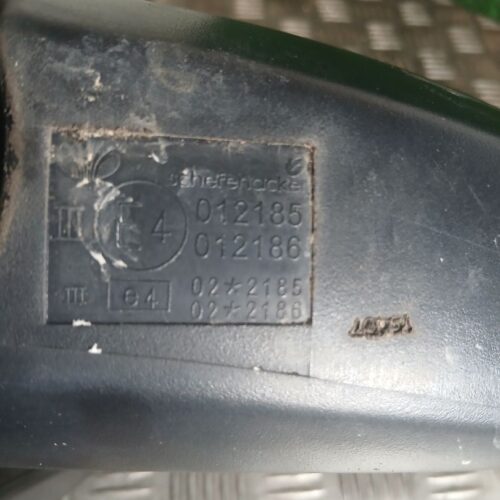 schefenacker
III E4 012185
012186
III e4 02*2185
02*2186